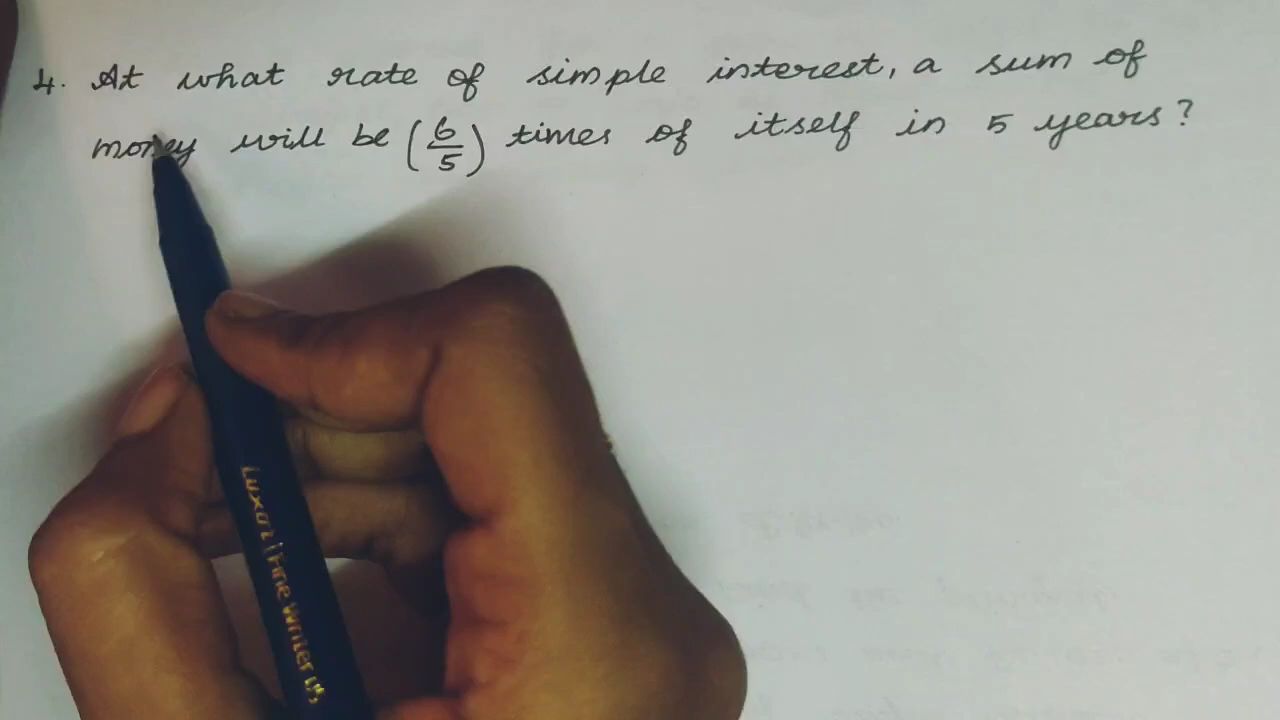 4. At what rate of simple interest, a sum of
money will be (6/5) times of itself in 5 years?
Luxor | Fine Writer